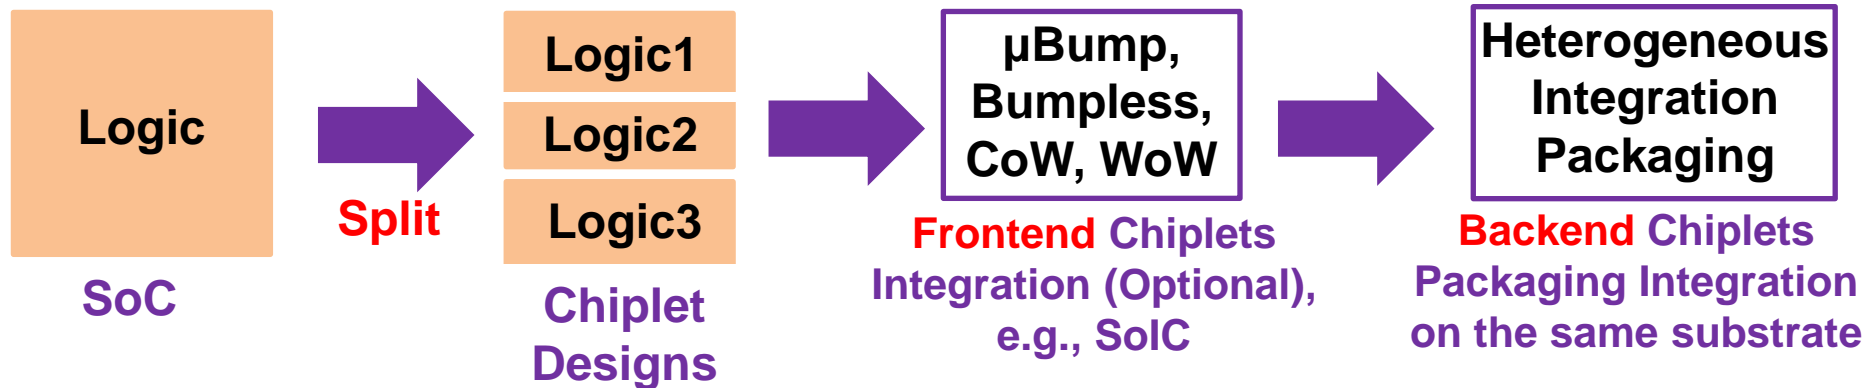 Logic
SoC
Split
Logic1
Logic2
Logic3
Chiplet
Designs
µBump,
Bumpless,
CoW, WoW
Frontend Chiplets
Integration (Optional),
e.g., SoIC
Heterogeneous
Integration
Packaging
Backend Chiplets
Packaging Integration
on the same substrate